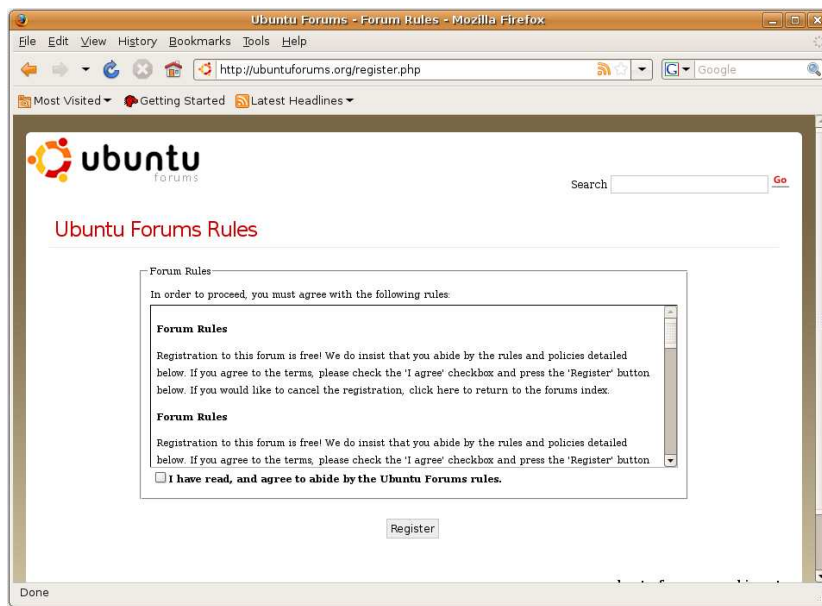 Ubuntu Forums - Forum Rules - Mozilla Firefox
File Edit View History Bookmarks Tools Help
http://ubuntuforums.org/register.php
G Google
Most Visited Getting Started Latest Headlines
ubuntu
forums
Search Go
Ubuntu Forums Rules
Forum Rules
In order to proceed, you must agree with the following rules:
Forum Rules
Registration to this forum is free! We do insist that you abide by the rules and policies detailed
below. If you agree to the terms, please check the 'I agree' checkbox and press the 'Register' button
below. If you would like to cancel the registration, click here to return to the forums index.
Forum Rules
Registration to this forum is free! We do insist that you abide by the rules and policies detailed
below. If you agree to the terms, please check the 'I agree' checkbox and press the 'Register' button
I have read, and agree to abide by the Ubuntu Forums rules.
Register
Done